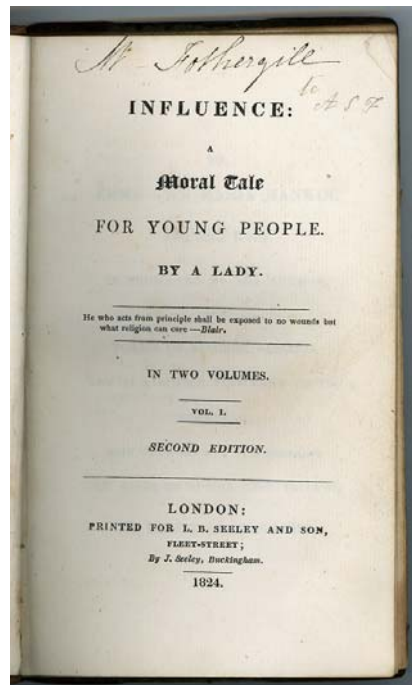 M Fothergill
to
A S F
INFLUENCE:
A
Moral Tale
FOR YOUNG PEOPLE.
BY A LADY.
He who acts from principle shall be exposed to no wounds but
what religion can cure —Blair.
IN TWO VOLUMES.
VOL. I.
SECOND EDITION.
LONDON:
PRINTED FOR L. B. SEELEY AND SON,
FLEET-STREET;
By J. Seeley, Buckingham.
1824.